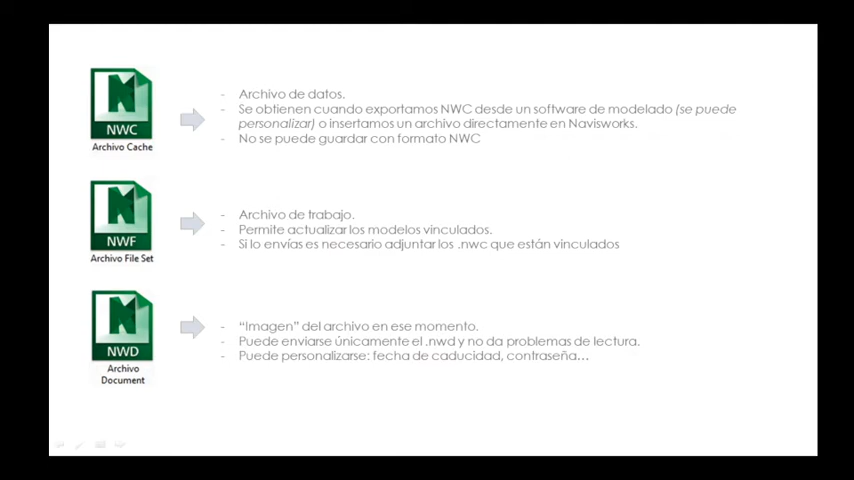 N
NWC
Archivo Cache
- Archivo de datos.
- Se obtienen cuando exportamos NWC desde un software de modelado (se puede
personalizar) o insertamos un archivo directamente en Navisworks.
- No se puede guardar con formato NWC
N
NWF
Archivo File Set
- Archivo de trabajo.
- Permite actualizar los modelos vinculados.
- Si lo envías es necesario adjuntar los .nwc que están vinculados
N
NWD
Archivo
Document
- “Imagen” del archivo en ese momento.
- Puede enviarse únicamente el .nwd y no da problemas de lectura.
- Puede personalizarse: fecha de caducidad, contraseña…